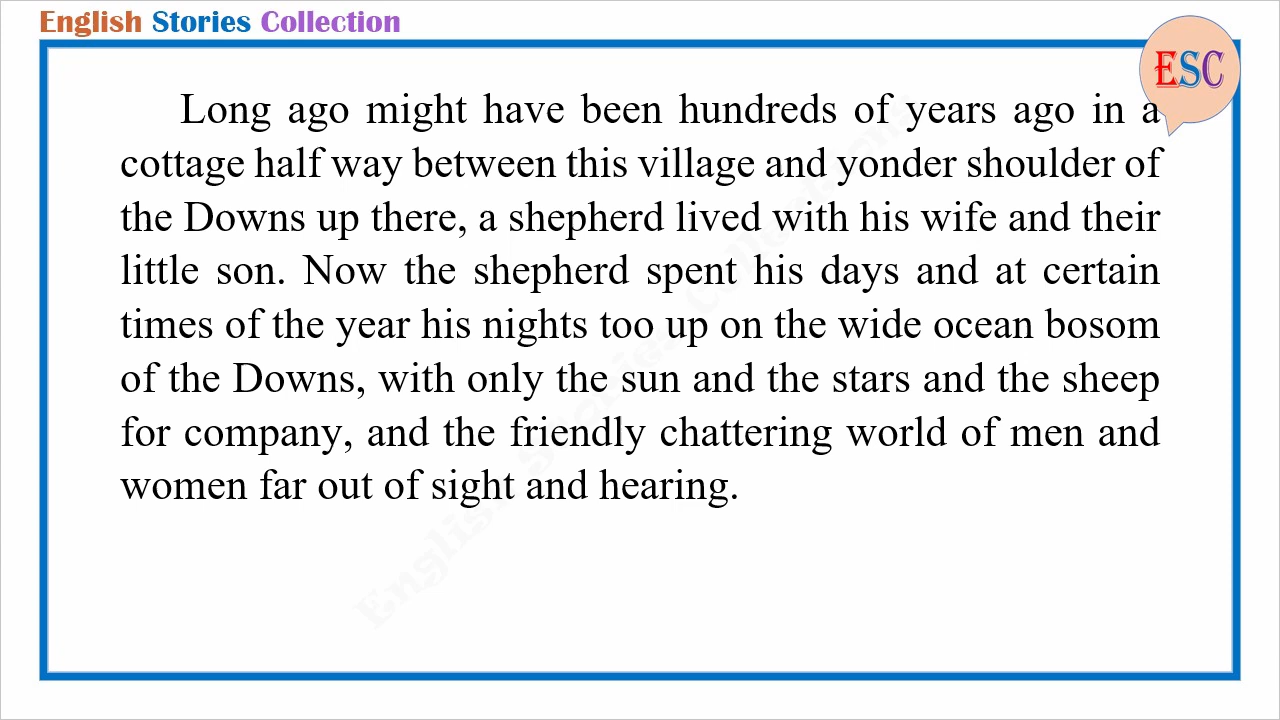 English Stories Collection
ESC
Long ago might have been hundreds of years ago in a
cottage half way between this village and yonder shoulder of
the Downs up there, a shepherd lived with his wife and their
little son. Now the shepherd spent his days and at certain
times of the year his nights too up on the wide ocean bosom
of the Downs, with only the sun and the stars and the sheep
for company, and the friendly chattering world of men and
women far out of sight and hearing.
English Stories Collection